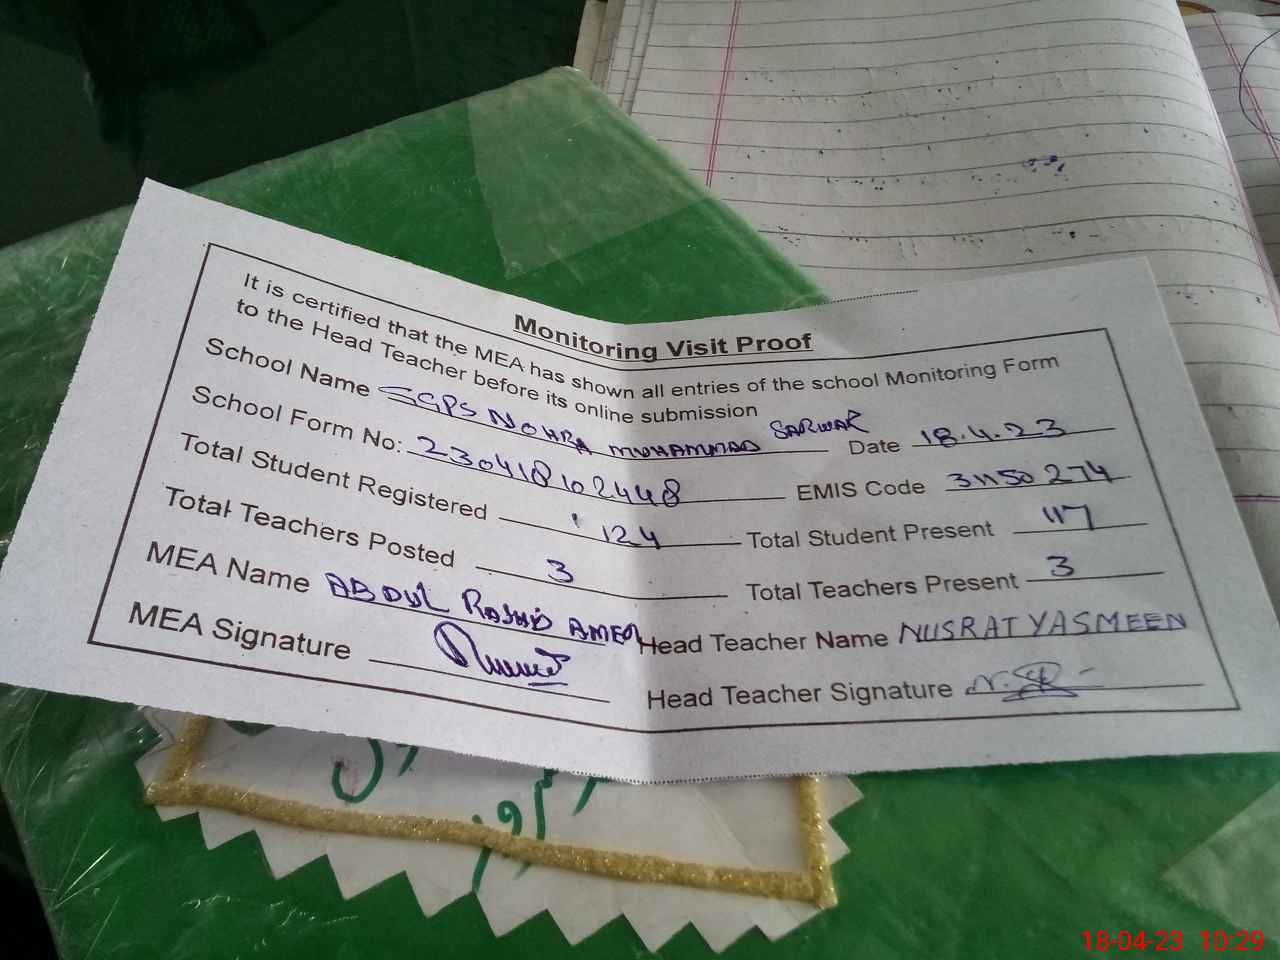 Monitoring Visit Proof
It is certified that the MEA has shown all entries of the school Monitoring Form
to the Head Teacher before its online submission
School Name SGPS NOHRA MUHAMMAD SARWAR Date 18.4.23
School Form No: 230418102448 EMIS Code 31150274
Total Student Registered 124 Total Student Present 117
Total Teachers Posted 3 Total Teachers Present 3
MEA Name ABDUL RASHID Head Teacher Name NUSRAT YASMEEN
MEA Signature
Head Teacher Signature
18-04-23 10:29